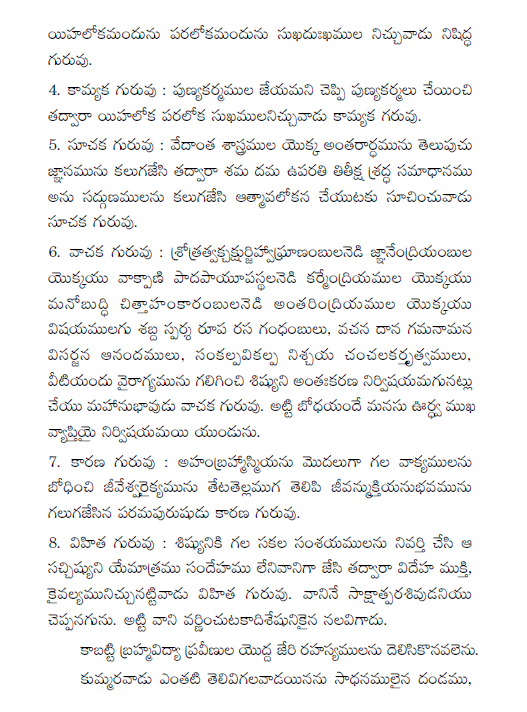 యిహలోకమందును పరలోకమందును సుఖదుఃఖముల నిచ్చువాడు నిషిద్ధ
గురువు.
4. కామ్యక గురువు : పుణ్యకర్మముల జేయమని చెప్పి పుణ్యకర్మలు చేయించి
తద్వారా యిహలోక పరలోక సుఖములనిచ్చువాడు కామ్యక గరువు.
5. సూచక గురువు : వేదాంత శాస్త్రముల యొక్క అంతరార్ధమును తెలుపుచు
జ్ఞానమును కలుగజేసి తద్వారా శమ దమ ఉపరతి తితీక్ష శ్రద్ధ సమాధానము
అను సద్గుణములను కలుగజేసి ఆత్మావలోకన చేయుటకు సూచించువాడు
సూచక గురువు.
6. వాచక గురువు : శ్రోత్రత్వక్చక్షుర్జిహ్వాఘ్రాణంబులనెడి జ్ఞానేంద్రియంబుల
యొక్కయు వాక్పాణి పాదపాయూపస్థలనెడి కర్మేంద్రియముల యొక్కయు
మనోబుద్ధి చిత్తాహంకారంబులనెడి అంతరింద్రియముల యొక్కయు
విషయములగు శబ్ద స్పర్శ రూప రస గంధంబులు, వచన దాన గమనానమన
విసర్జన ఆనందములు, సంకల్పవికల్ప నిశ్చయ చంచలకర్తృత్వములు,
వీటియందు వైరాగ్యమును గలిగించి శిష్యుని అంతఃకరణ నిర్విషయమగునట్లు
చేయు మహానుభావుడు వాచక గురువు. అట్టి బోధయందే మనసు ఊర్ధ్వ ముఖ
వ్యాప్తియై నిర్విషయమయి యుండును.
7. కారణ గురువు : అహంబ్రహ్మాస్మియను మొదలుగా గల వాక్యములను
బోధించి జీవేశ్వరైక్యమును తేటతెల్లముగ తెలిపి జీవన్ముక్తియనుభవమును
గలుగజేసిన పరమపురుషుడు కారణ గురువు.
8. విహిత గురువు : శిష్యునికి గల సకల సంశయములను నివర్తి చేసి ఆ
సచ్ఛిష్యుని యేమాత్రము సందేహము లేనివానిగా జేసి తద్వారా విదేహ ముక్తి,
కైవల్యమునిచ్చునట్టివాడు విహిత గురువు. వానినే సాక్షాత్పరశివుడనియు
చెప్పనగును. అట్టి వాని వర్ణించుటకాదిశేషునికైన నలవిగాదు.
కాబట్టి బ్రహ్మవిద్యా ప్రవీణుల యొద్ద జేరి రహస్యములను దెలిసికొనవలెను.
కుమ్మరవాడు ఎంతటి తెలివిగలవాడయినను సాధనములైన దండము,